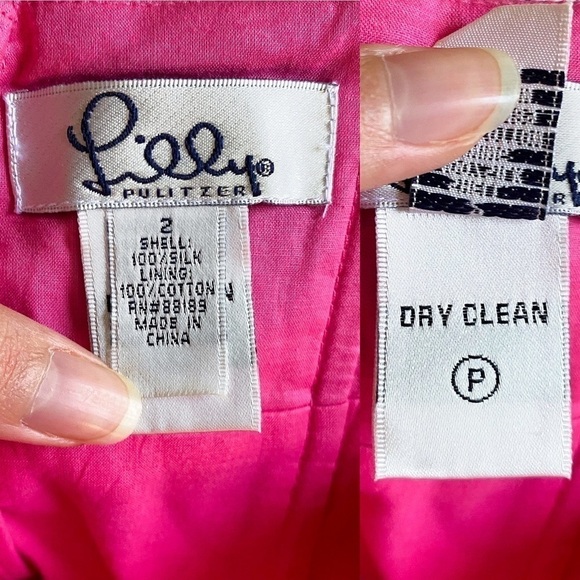 Lilly®
PULITZER
2
SHELL:
100%SILK
LINING:
100%COTTON
RN#88189
MADE IN
CHINA
N
R
DRY CLEAN
P